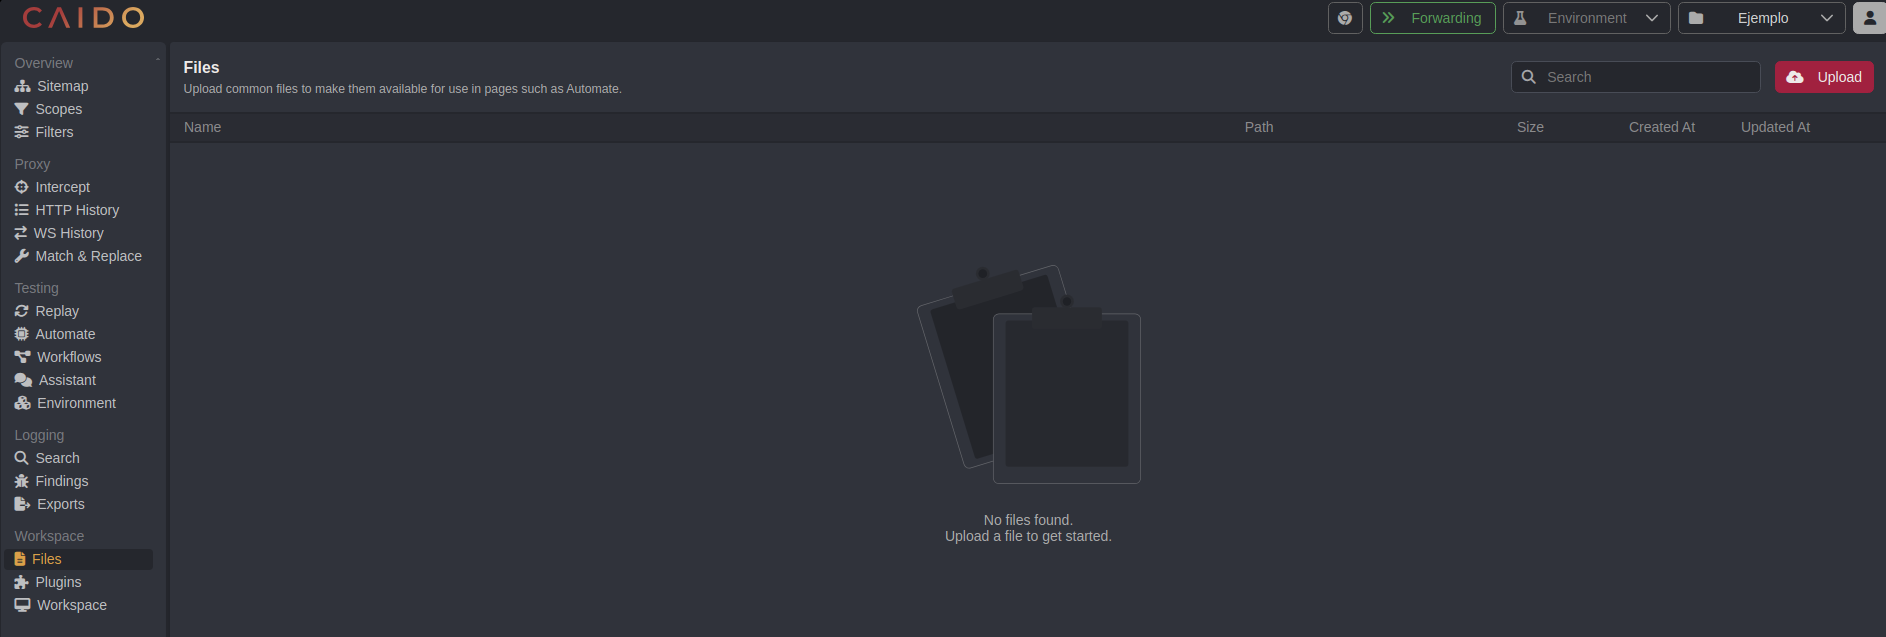 CAIDO
Forwarding
Environment
Ejemplo
Overview
Sitemap
Scopes
Filters
Proxy
Intercept
HTTP History
WS History
Match & Replace
Testing
Replay
Automate
Workflows
Assistant
Environment
Logging
Search
Findings
Exports
Workspace
Files
Plugins
Workspace
Files
Upload common files to make them available for use in pages such as Automate.
Search
Upload
Name Path Size Created At Updated At
No files found.
Upload a file to get started.